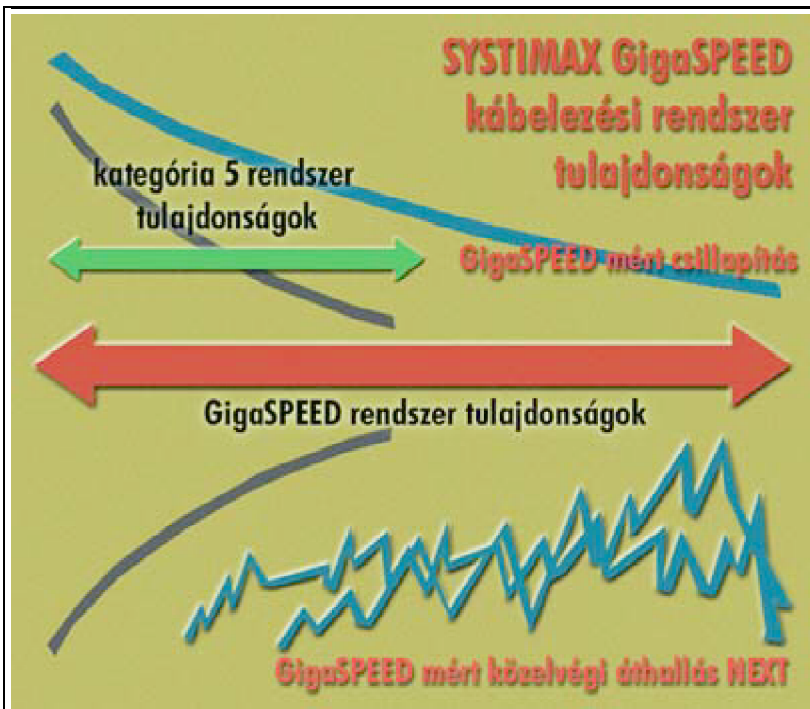 SYSTIMAX GigaSPEED
kábelezési rendszer
tulajdonságok
kategória 5 rendszer
tulajdonságok
GigaSPEED mért csillapítás
GigaSPEED rendszer tulajdonságok
GigaSPEED mért közelvégi áthallás NEXT